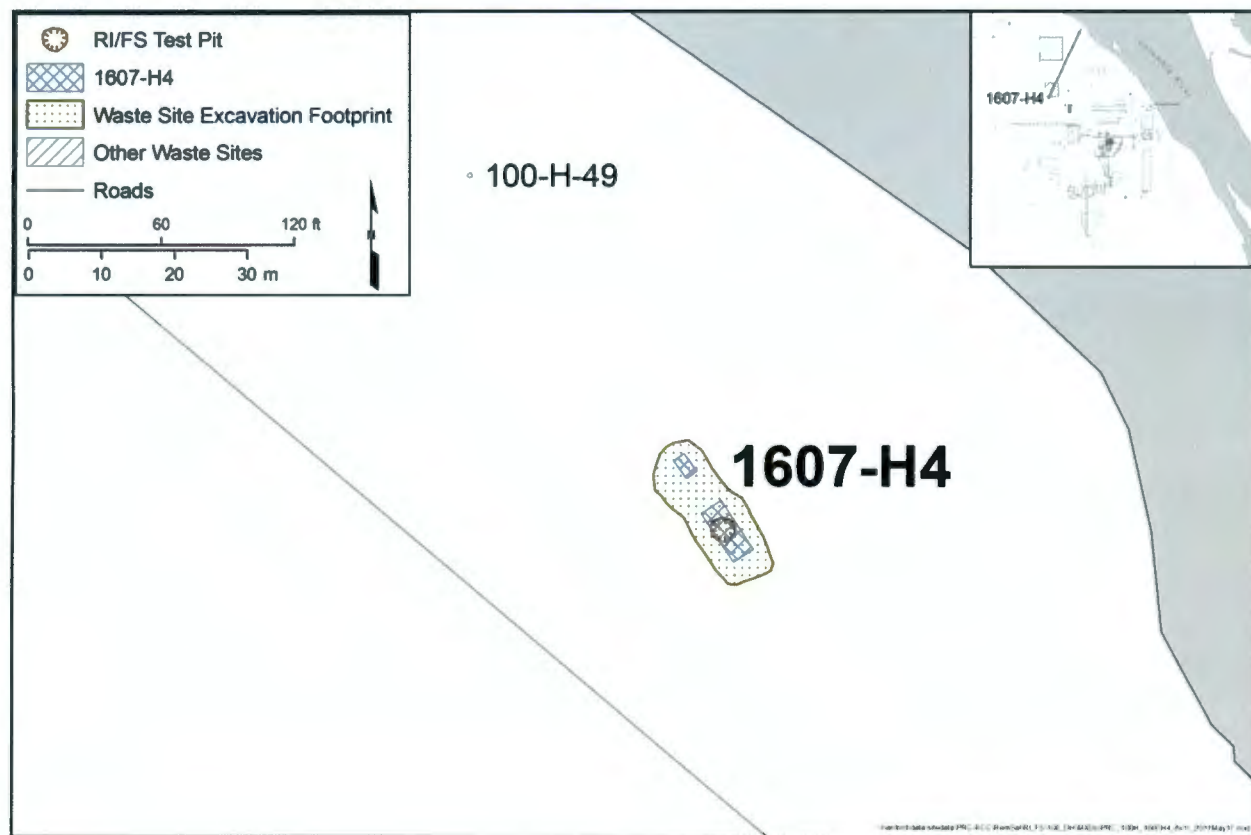 RI/FS Test Pit
1607-H4
Waste Site Excavation Footprint
Other Waste Sites
Roads
0 60 120 ft
0 10 20 30 m
N
100-H-49
1607-H4
1607-H4